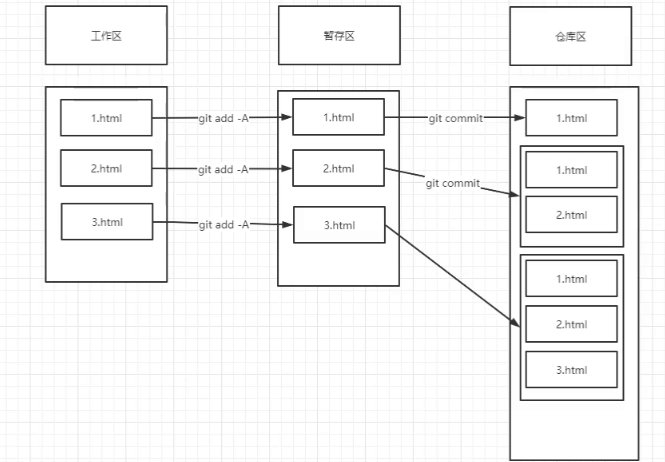 工作区
暂存区
仓库区
1.html
git add -A
1.html
git commit
1.html
2.html
git add -A
2.html
git commit
1.html
2.html
3.html
git add -A
3.html
1.html
2.html
3.html